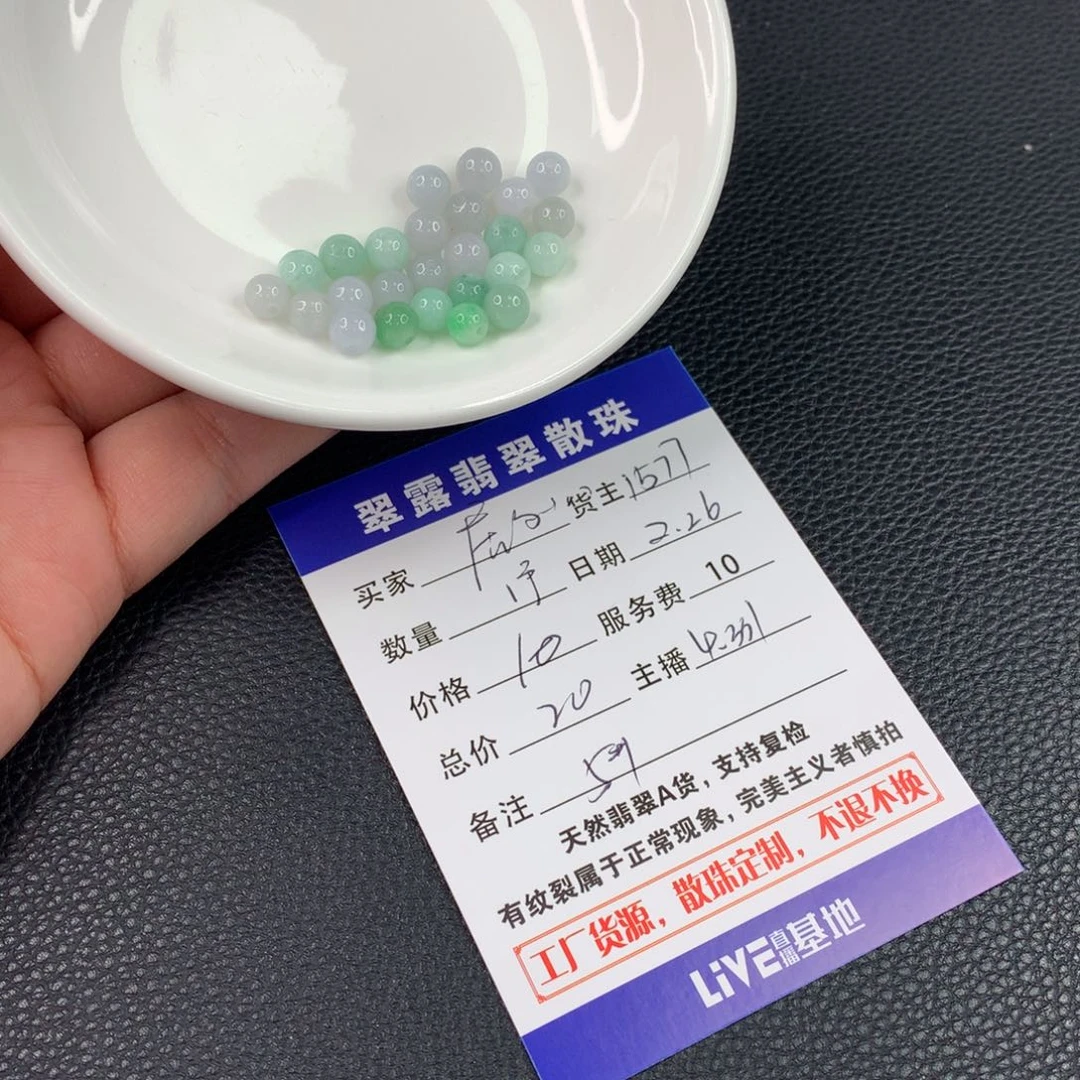 翠露翡翠散珠
买家 货主 1577
数量 日期 2.26
价格 10 服务费 10
总价 20 主播
备注
天然翡翠A货，支持复检
有纹裂属于正常现象，完美主义者慎拍
工厂货源，散珠定制，不退不换
LiVE直播基地